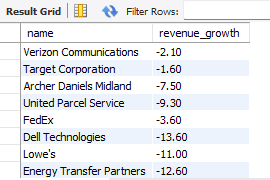 Result Grid Filter Rows:
name revenue_growth
Verizon Communications -2.10
Target Corporation -1.60
Archer Daniels Midland -7.50
United Parcel Service -9.30
FedEx -3.60
Dell Technologies -13.60
Lowe's -11.00
Energy Transfer Partners -12.60